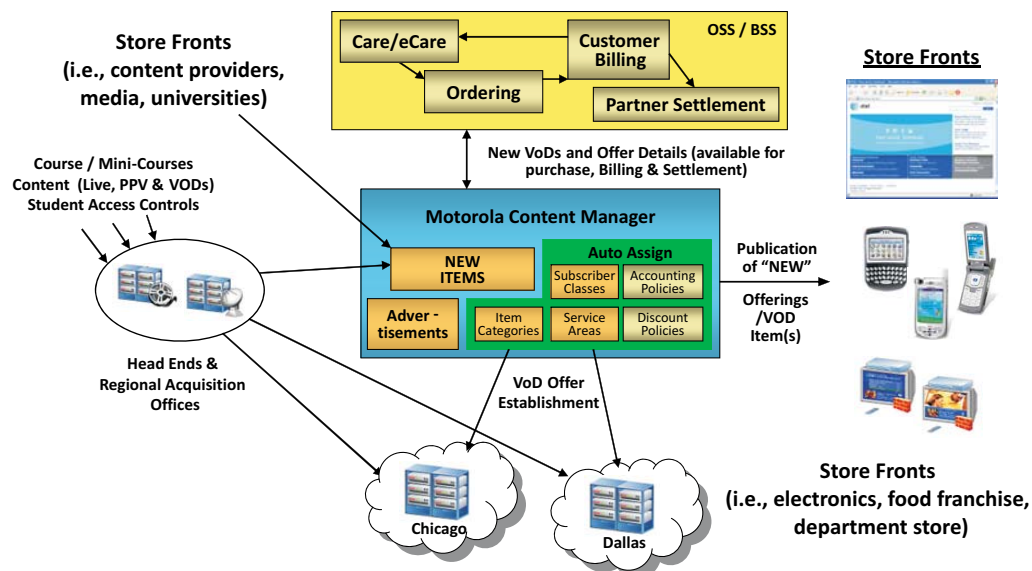 Store Fronts
(i.e., content providers,
media, universities)
OSS / BSS
Care/eCare
Customer
Billing
Ordering
Partner Settlement
Store Fronts
New VoDs and Offer Details (available for
purchase, Billing & Settlement)
Course / Mini-Courses
Content (Live, PPV & VODs)
Student Access Controls
Motorola Content Manager
NEW
ITEMS
Auto Assign
Subscriber
Classes
Accounting
Policies
Adver -
tisements
Item
Categories
Service
Areas
Discount
Policies
Publication
of “NEW”
Offerings
/VOD
Item(s)
Head Ends &
Regional Acquisition
Offices
VoD Offer
Establishment
Chicago
Dallas
Store Fronts
(i.e., electronics, food franchise,
department store)